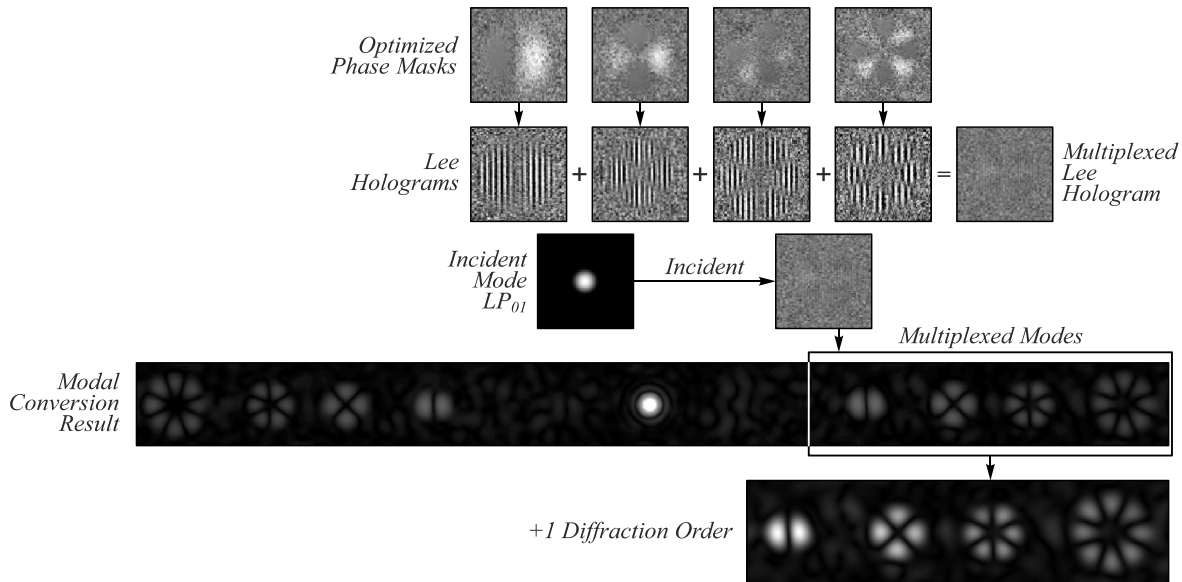 Optimized
Phase Masks
Lee
Holograms
+
+
+
=
Multiplexed
Lee
Hologram
Incident
Mode
LP01
Incident
Multiplexed Modes
Modal
Conversion
Result
+1 Diffraction Order